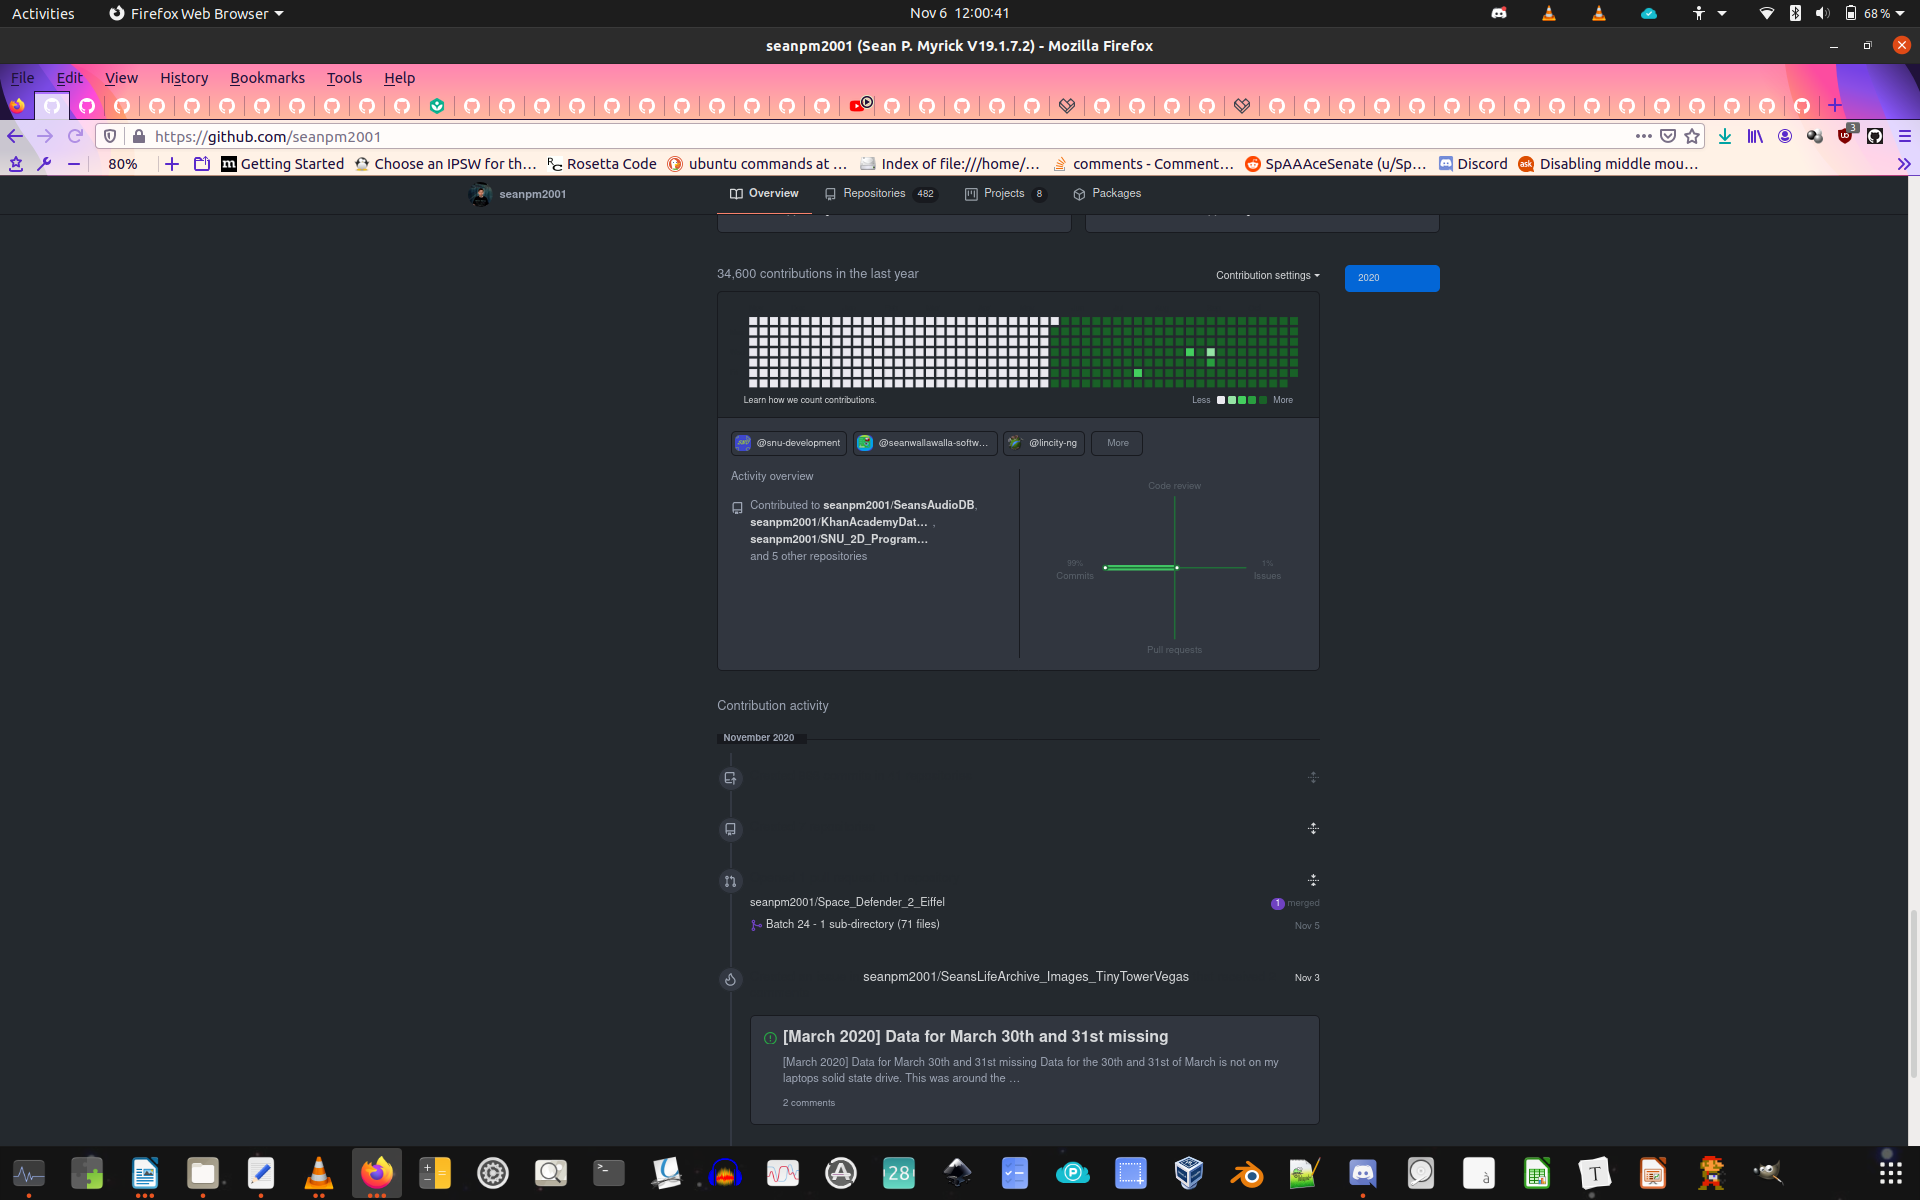 Activities
Firefox Web Browser
Nov 6 12:00:41
68 %
seanpm2001 (Sean P. Myrick V19.1.7.2) - Mozilla Firefox
File Edit View History Bookmarks Tools Help
https://github.com/seanpm2001
3
80%
Getting Started
Choose an IPSW for th…
Rosetta Code
ubuntu commands at …
Index of file:///home/…
comments - Comment…
SpAAAceSenate (u/Sp…
Discord
Disabling middle mou…
seanpm2001
Overview
Repositories 482
Projects 8
Packages
34,600 contributions in the last year
Contribution settings
2020
Learn how we count contributions.
Less More
@snu-development
@seanwallawalla-softw…
@lincity-ng
More
Activity overview
Contributed to seanpm2001/SeansAudioDB,
seanpm2001/KhanAcademyDat… ,
seanpm2001/SNU_2D_Program…
and 5 other repositories
Code review
99%
Commits
1%
Issues
Pull requests
Contribution activity
November 2020
seanpm2001/Space_Defender_2_Eiffel
1 merged
Batch 24 - 1 sub-directory (71 files)
Nov 5
seanpm2001/SeansLifeArchive_Images_TinyTowerVegas
Nov 3
[March 2020] Data for March 30th and 31st missing
[March 2020] Data for March 30th and 31st missing Data for the 30th and 31st of March is not on my
laptops solid state drive. This was around the …
2 comments
28